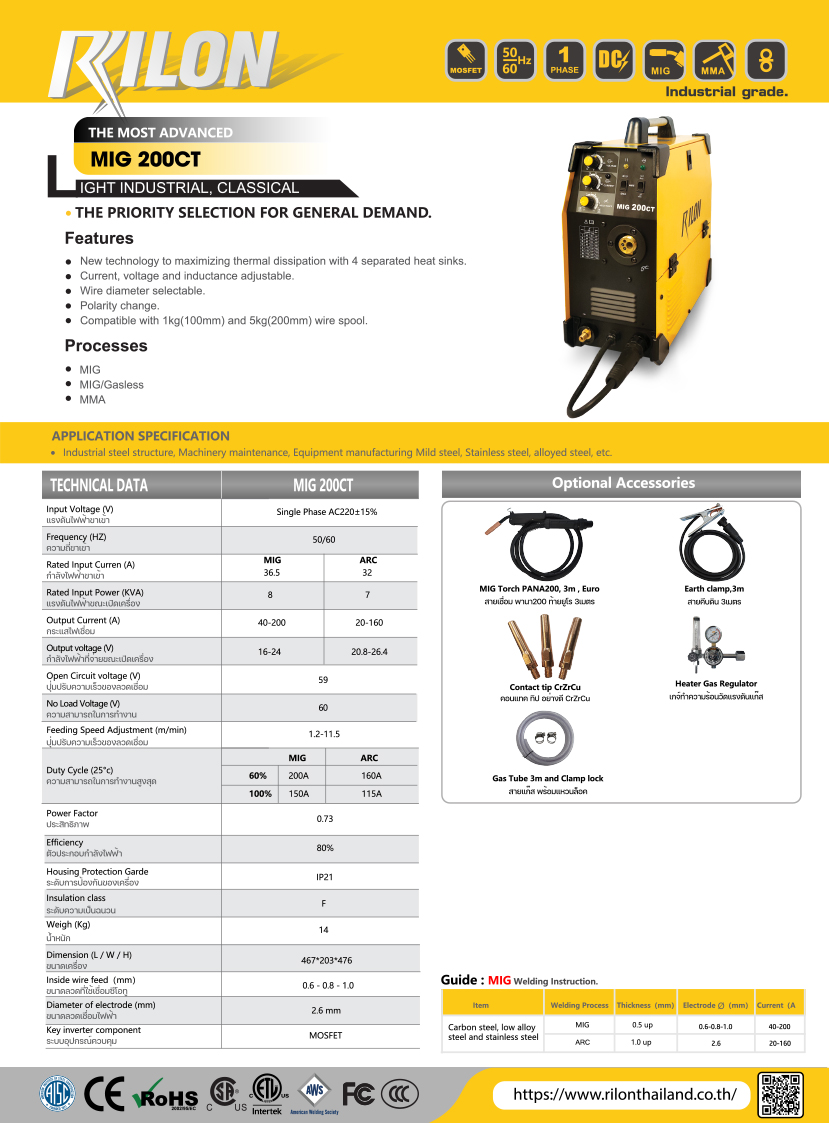 RILON
MOSFET
50
60 Hz
1
PHASE
DC
MIG
MMA
Industrial grade.
THE MOST ADVANCED
MIG 200CT
LIGHT INDUSTRIAL, CLASSICAL
• THE PRIORITY SELECTION FOR GENERAL DEMAND.
Features
● New technology to maximizing thermal dissipation with 4 separated heat sinks.
● Current, voltage and inductance adjustable.
● Wire diameter selectable.
● Polarity change.
● Compatible with 1kg(100mm) and 5kg(200mm) wire spool.
Processes
● MIG
● MIG/Gasless
● MMA
MIG 200CT
RILON
APPLICATION SPECIFICATION
• Industrial steel structure, Machinery maintenance, Equipment manufacturing Mild steel, Stainless steel, alloyed steel, etc.
TECHNICAL DATA MIG 200CT
Input Voltage (V) Single Phase AC220±15%
แรงดันไฟฟ้าขาเข้า
Frequency (HZ) 50/60
ความถี่ขาเข้า
Rated Input Curren (A) MIG ARC
กำลังไฟฟ้าขาเข้า 36.5 32
Rated Input Power (KVA) 8 7
แรงดันไฟฟ้าขณะเปิดเครื่อง
Output Current (A) 40-200 20-160
กระแสไฟเชื่อม
Output voltage (V) 16-24 20.8-26.4
กำลังไฟฟ้าที่จ่ายขณะเปิดเครื่อง
Open Circuit voltage (V) 59
ปุ่มปรับความเร็วของลวดเชื่อม
No Load Voltage (V) 60
ความสามารถในการทำงาน
Feeding Speed Adjustment (m/min) 1.2-11.5
ปุ่มปรับความเร็วของลวดเชื่อม
MIG ARC
Duty Cycle (25°c) 60% 200A 160A
ความสามารถในการทำงานสูงสุด
100% 150A 115A
Power Factor 0.73
ประสิทธิภาพ
Efficiency 80%
ตัวประกอบกำลังไฟฟ้า
Housing Protection Garde IP21
ระดับการป้องกันของเครื่อง
Insulation class F
ระดับความเป็นฉนวน
Weigh (Kg) 14
น้ำหนัก
Dimension (L / W / H) 467*203*476
ขนาดเครื่อง
Inside wire feed (mm) 0.6 - 0.8 - 1.0
ขนาดลวดที่ใช้เชื่อมซีโอทู
Diameter of electrode (mm) 2.6 mm
ขนาดลวดเชื่อมไฟฟ้า
Key inverter component MOSFET
ระบบอุปกรณ์ควบคุม
Optional Accessories
MIG Torch PANA200, 3m , Euro
สายเชื่อม พานา200 ท้ายยูโร 3เมตร
Earth clamp,3m
สายคีบดิน 3เมตร
Contact tip CrZrCu
คอนแทค ทิป อย่างดี CrZrCu
Heater Gas Regulator
เกจ์ทำความร้อนวัดแรงดันแก๊ส
Gas Tube 3m and Clamp lock
สายแก๊ส พร้อมแหวนล็อค
Guide : MIG Welding Instruction.
Item Welding Process Thickness (mm) Electrode ∅ (mm) Current (A
Carbon steel, low alloy steel and stainless steel
MIG 0.5 up 0.6-0.8-1.0 40-200
ARC 1.0 up 2.6 20-160
AISC
CE
RoHS
2002/95/EC
C SA US
C ETL US
Intertek
AWS
American Welding Society
FC
CCC
https://www.rilonthailand.co.th/